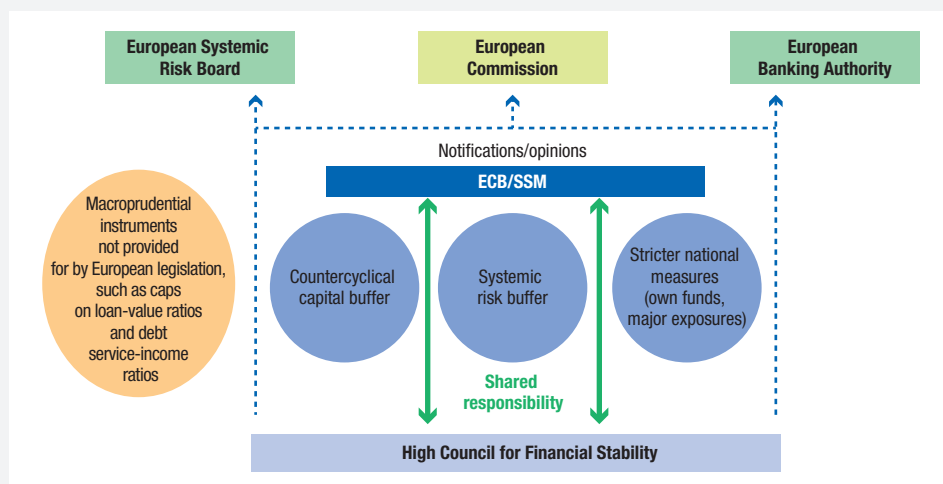 European Systemic
Risk Board
European
Commission
European
Banking Authority
Notifications/opinions
ECB/SSM
Macroprudential
instruments
not provided
for by European legislation,
such as caps
on loan-value ratios
and debt
service-income
ratios
Countercyclical
capital buffer
Systemic
risk buffer
Stricter national
measures
(own funds,
major exposures)
Shared
responsibility
High Council for Financial Stability